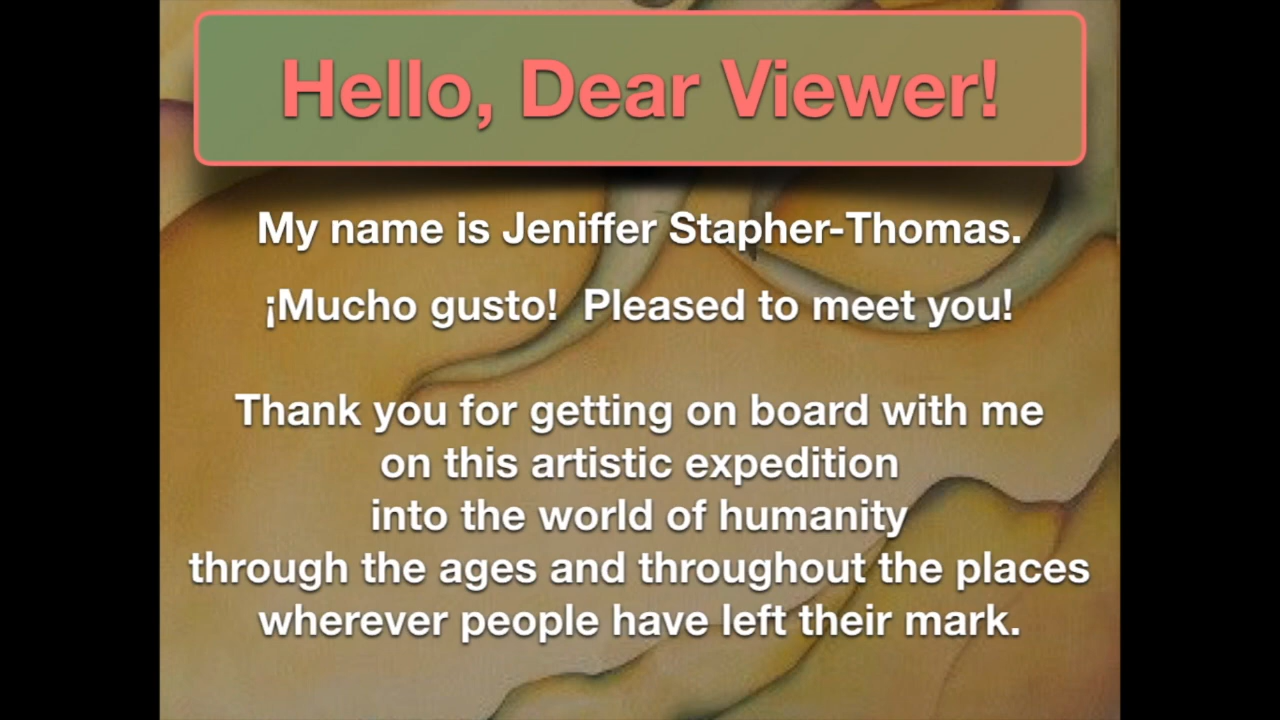 Hello, Dear Viewer!
My name is Jeniffer Stapher-Thomas.
¡Mucho gusto!  Pleased to meet you!
Thank you for getting on board with me
on this artistic expedition
into the world of humanity
through the ages and throughout the places
wherever people have left their mark.